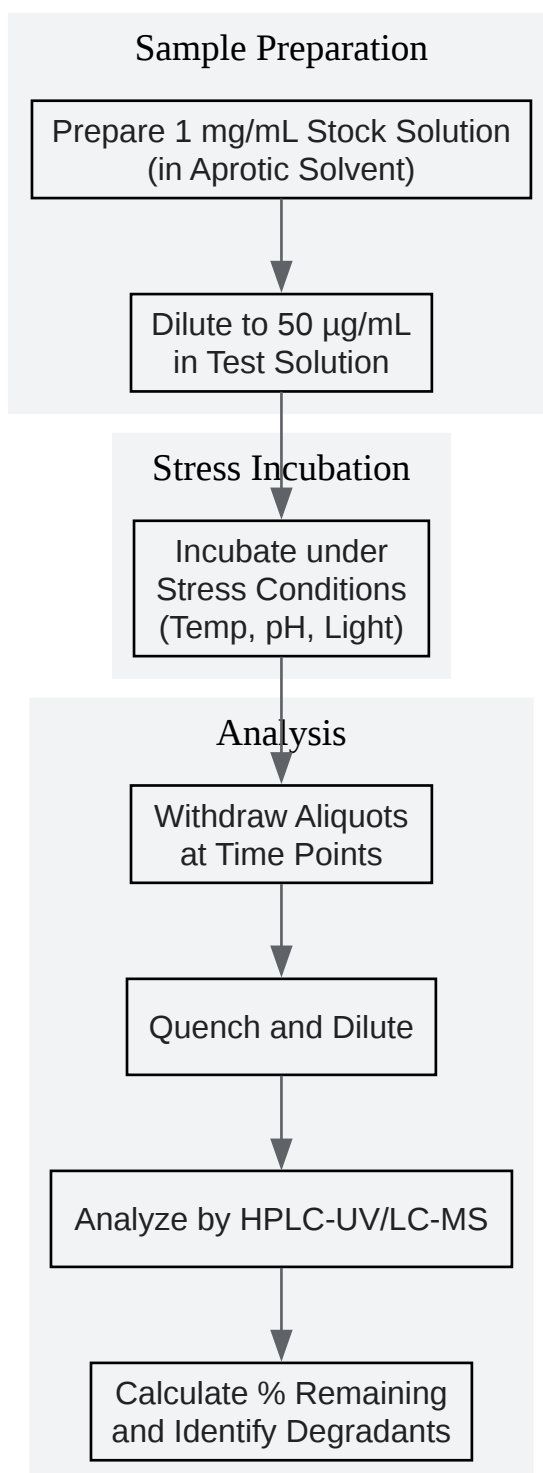 Sample Preparation
Prepare 1 mg/mL Stock Solution
(in Aprotic Solvent)
Dilute to 50 µg/mL
in Test Solution
Stress Incubation
Incubate under
Stress Conditions
(Temp, pH, Light)
Analysis
Withdraw Aliquots
at Time Points
Quench and Dilute
Analyze by HPLC-UV/LC-MS
Calculate % Remaining
and Identify Degradants